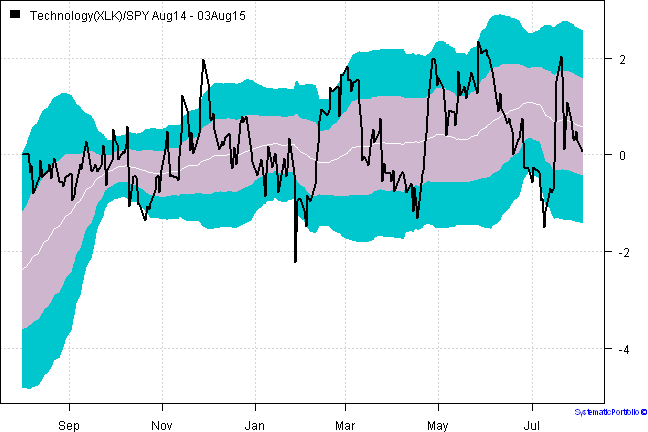 Technology(XLK)/SPY Aug14 - 03Aug15
2
0
-2
-4
Sep Nov Jan Mar May Jul
SystematicPortfolio ©